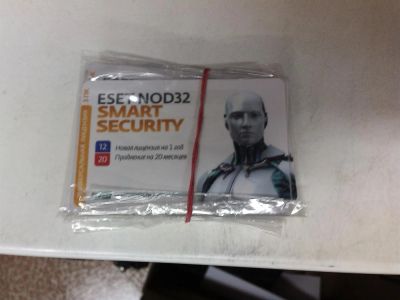 ESET NOD32
SMART
SECURITY
12
Новая лицензия на 1 год
20
Продление на 20 месяцев